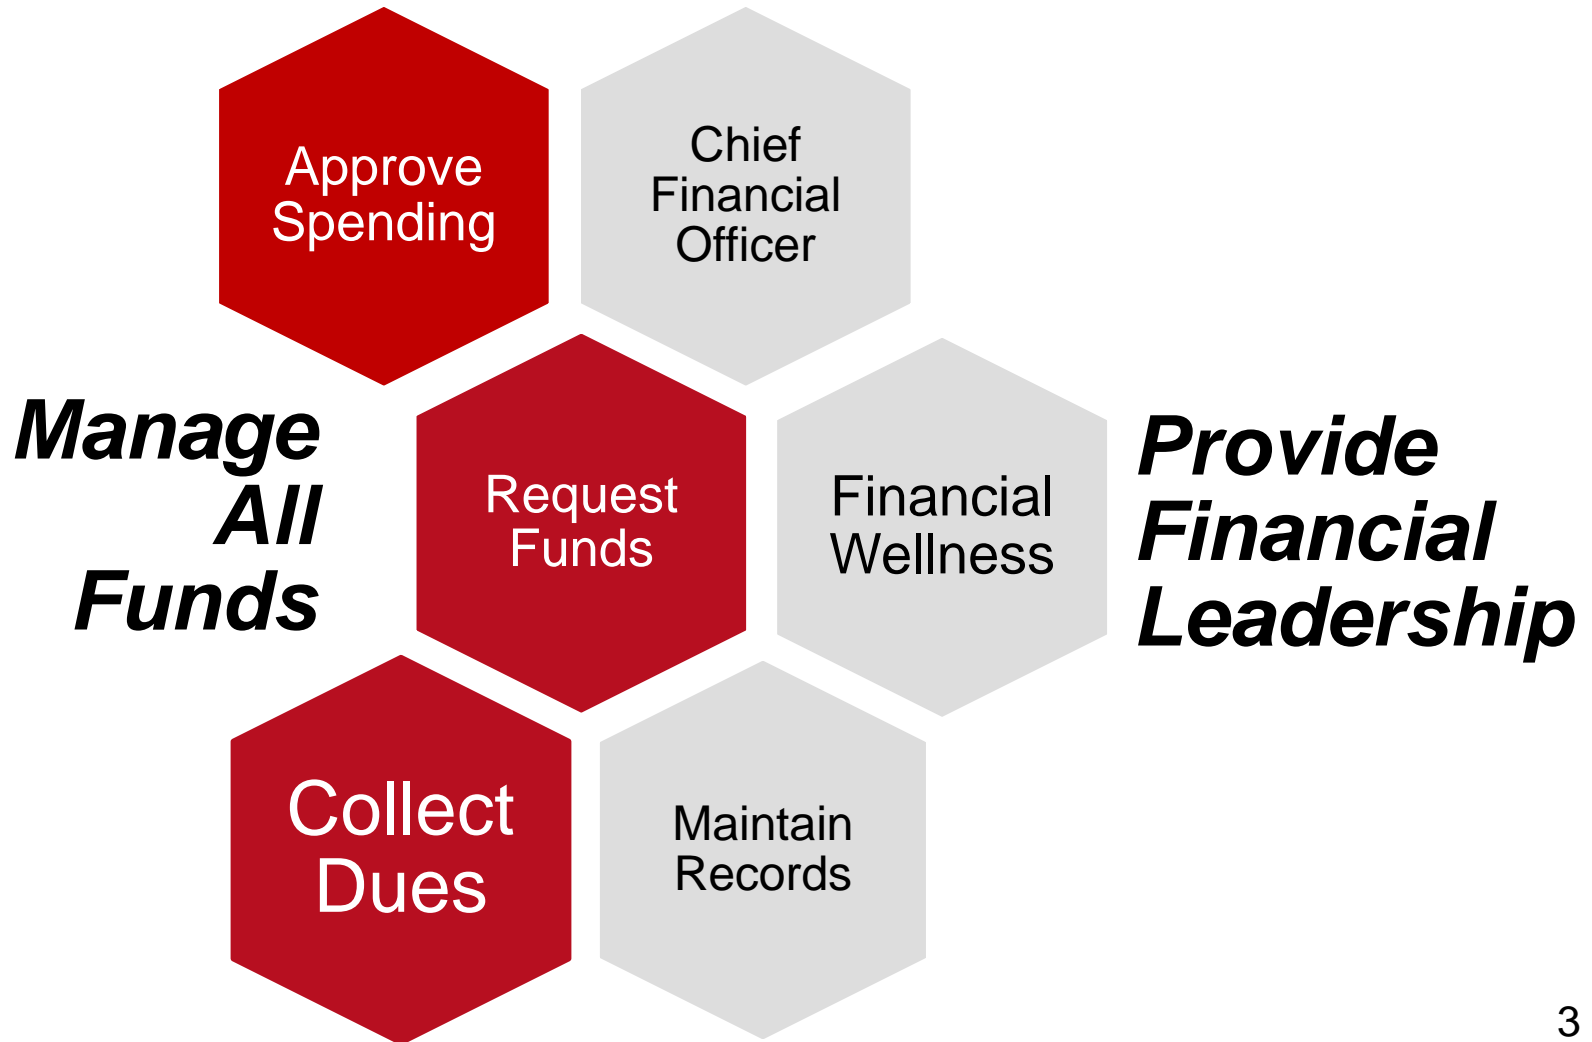 Approve
Spending
Chief
Financial
Officer
Manage
All
Funds
Request
Funds
Financial
Wellness
Provide
Financial
Leadership
Collect
Dues
Maintain
Records
3